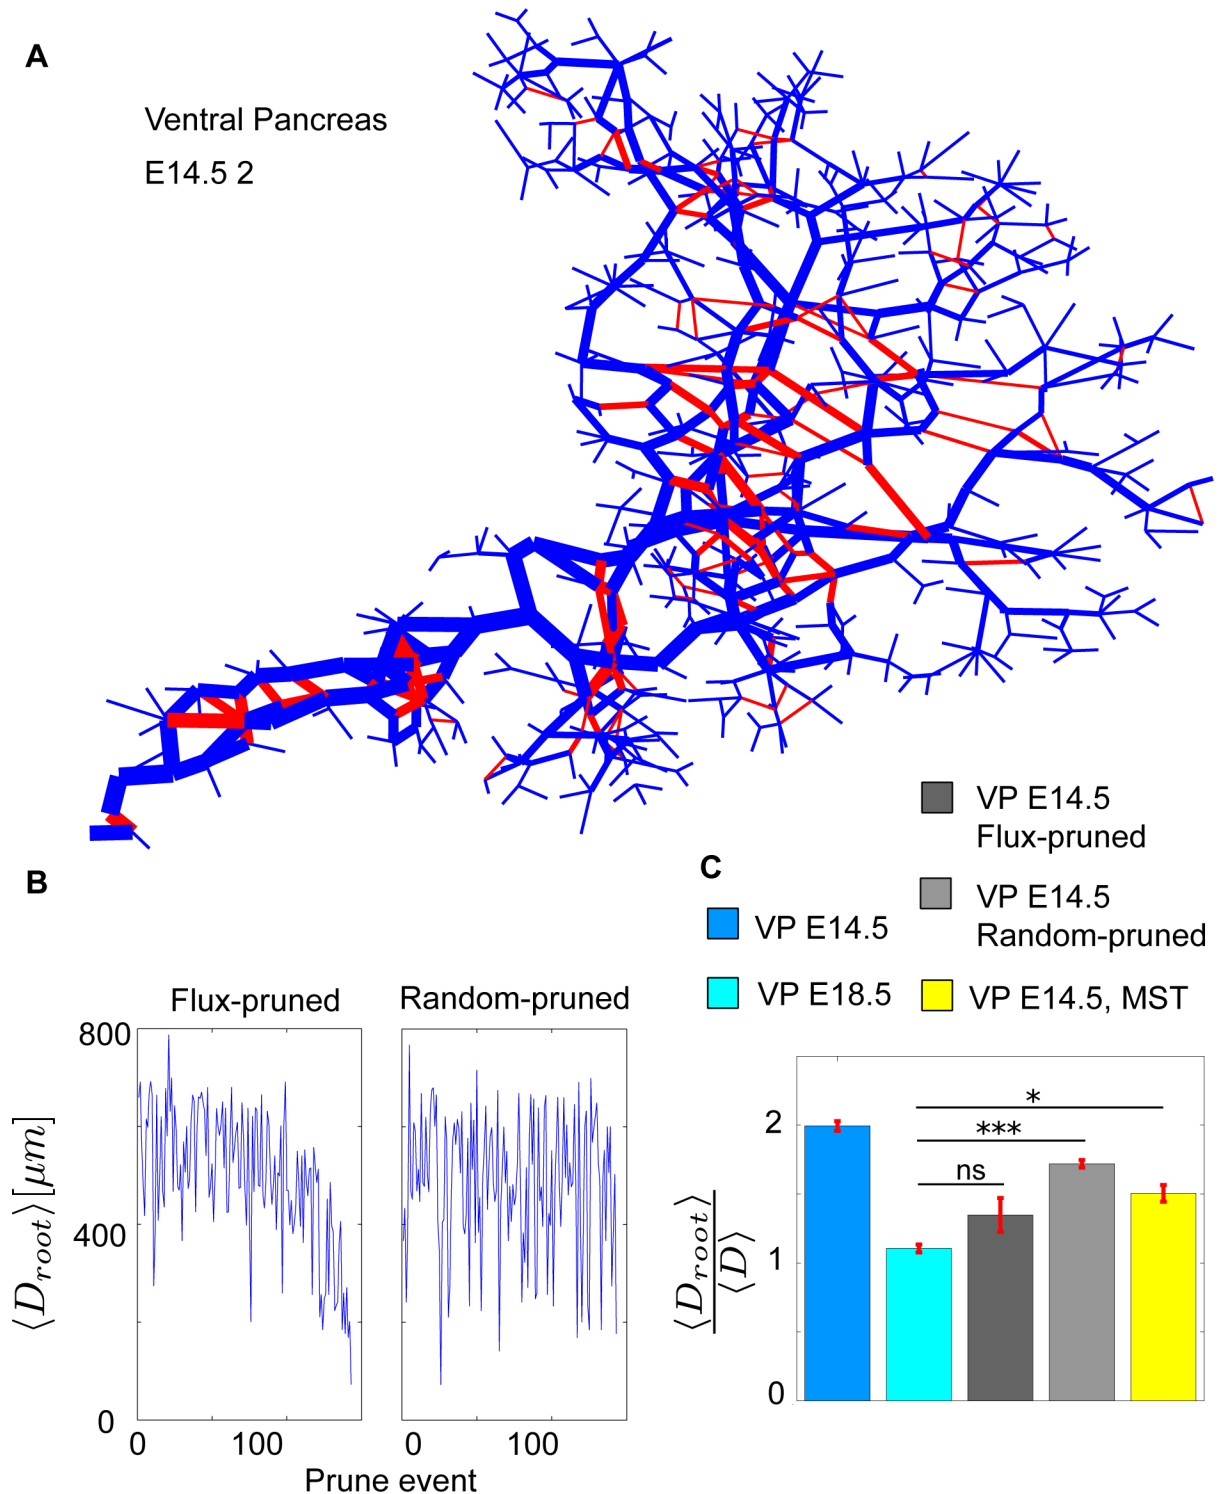 A
Ventral Pancreas
E14.5 2
VP E14.5
Flux-pruned
C
B
VP E14.5
Random-pruned
VP E14.5
VP E18.5
VP E14.5, MST
Flux-pruned
Random-pruned
800
400
0
⟨D_root⟩[μm]
0
100
0
100
Prune event
2
1
0
⟨D_root⟩
⟨D⟩
*
***
ns